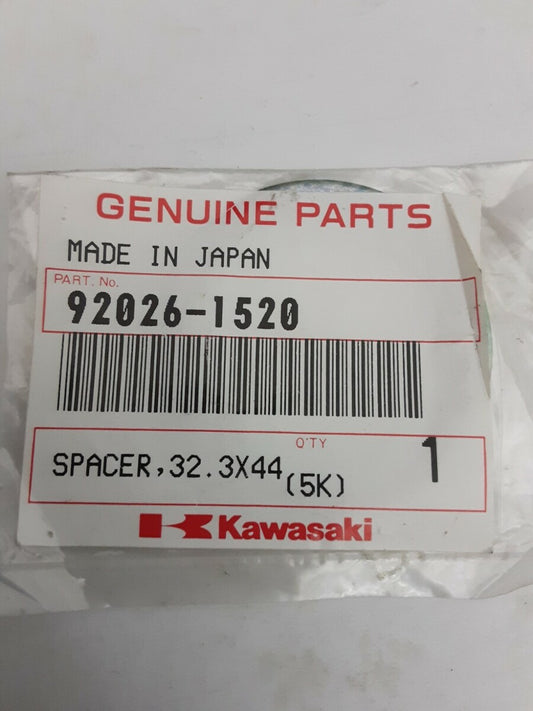 GENUINE PARTS
MADE IN JAPAN
PART. No.
92026-1520
Q'TY
SPACER,32.3X44 (5K) 1
Kawasaki